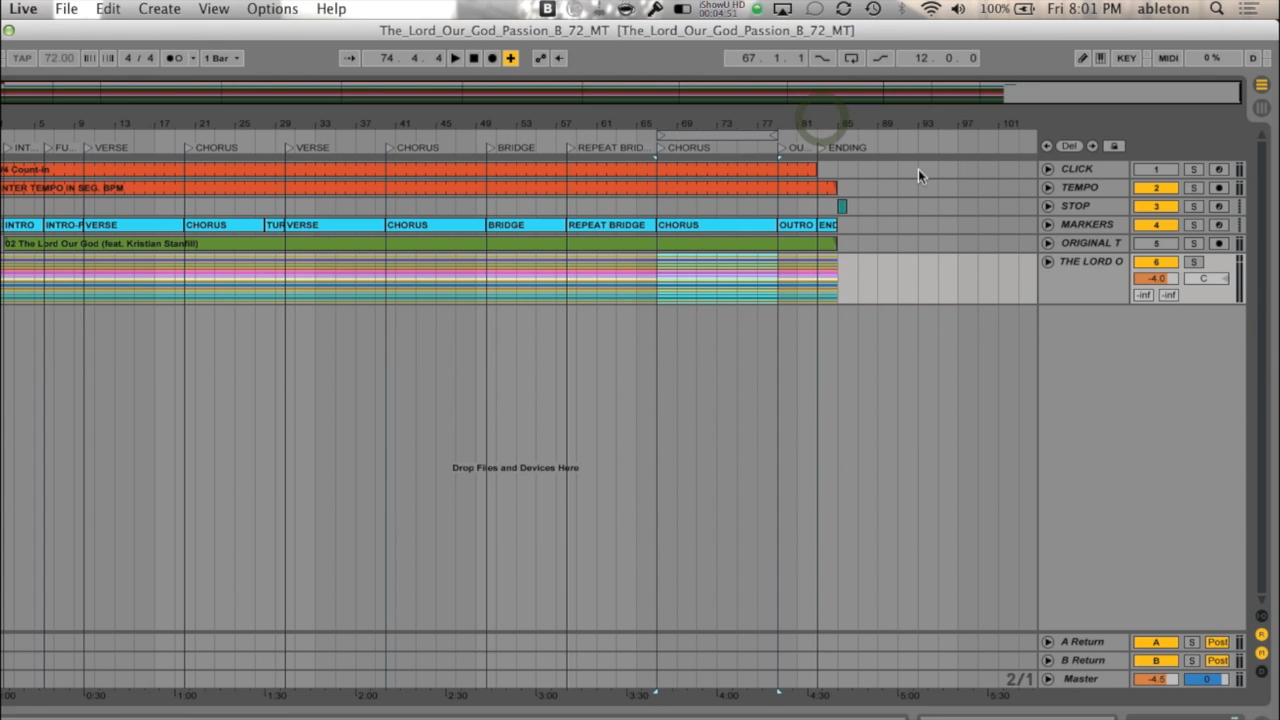 Live File Edit Create View Options Help B iShowU HD 00:04:51 100% Fri 8:01 PM ableton
The_Lord_Our_God_Passion_B_72_MT [The_Lord_Our_God_Passion_B_72_MT]
TAP 72.00 4 / 4 1 Bar 74. 4. 4 67. 1. 1 12. 0. 0 KEY MIDI 0 % D
5 9 13 17 21 25 29 33 37 41 45 49 53 57 61 65 69 73 77 81 85 89 93 97 101
INT... FU... VERSE CHORUS VERSE CHORUS BRIDGE REPEAT BRID... CHORUS OU... ENDING Del
/4 Count-in CLICK 1 S
NTER TEMPO IN SEG. BPM TEMPO 2 S
STOP 3 S
INTRO INTRO-F VERSE CHORUS TUR VERSE CHORUS BRIDGE REPEAT BRIDGE CHORUS OUTRO END MARKERS 4 S
02 The Lord Our God (feat. Kristian Stanfill) ORIGINAL T 5 S
THE LORD O 6 S
-4.0 C
-inf -inf
Drop Files and Devices Here
A Return A S Post
B Return B S Post
2/1 Master -4.5 0
:00 0:30 1:00 1:30 2:00 2:30 3:00 3:30 4:00 4:30 5:00 5:30